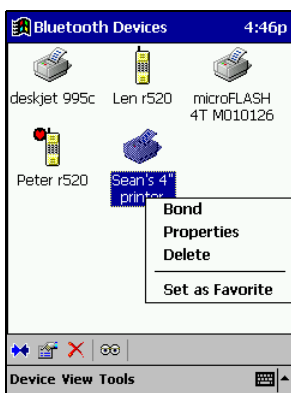 Bluetooth Devices 4:46p
deskjet 995c Len r520 microFLASH
4T M010126
Peter r520 Sean's 4"
printer
Bond
Properties
Delete
Set as Favorite
Device View Tools